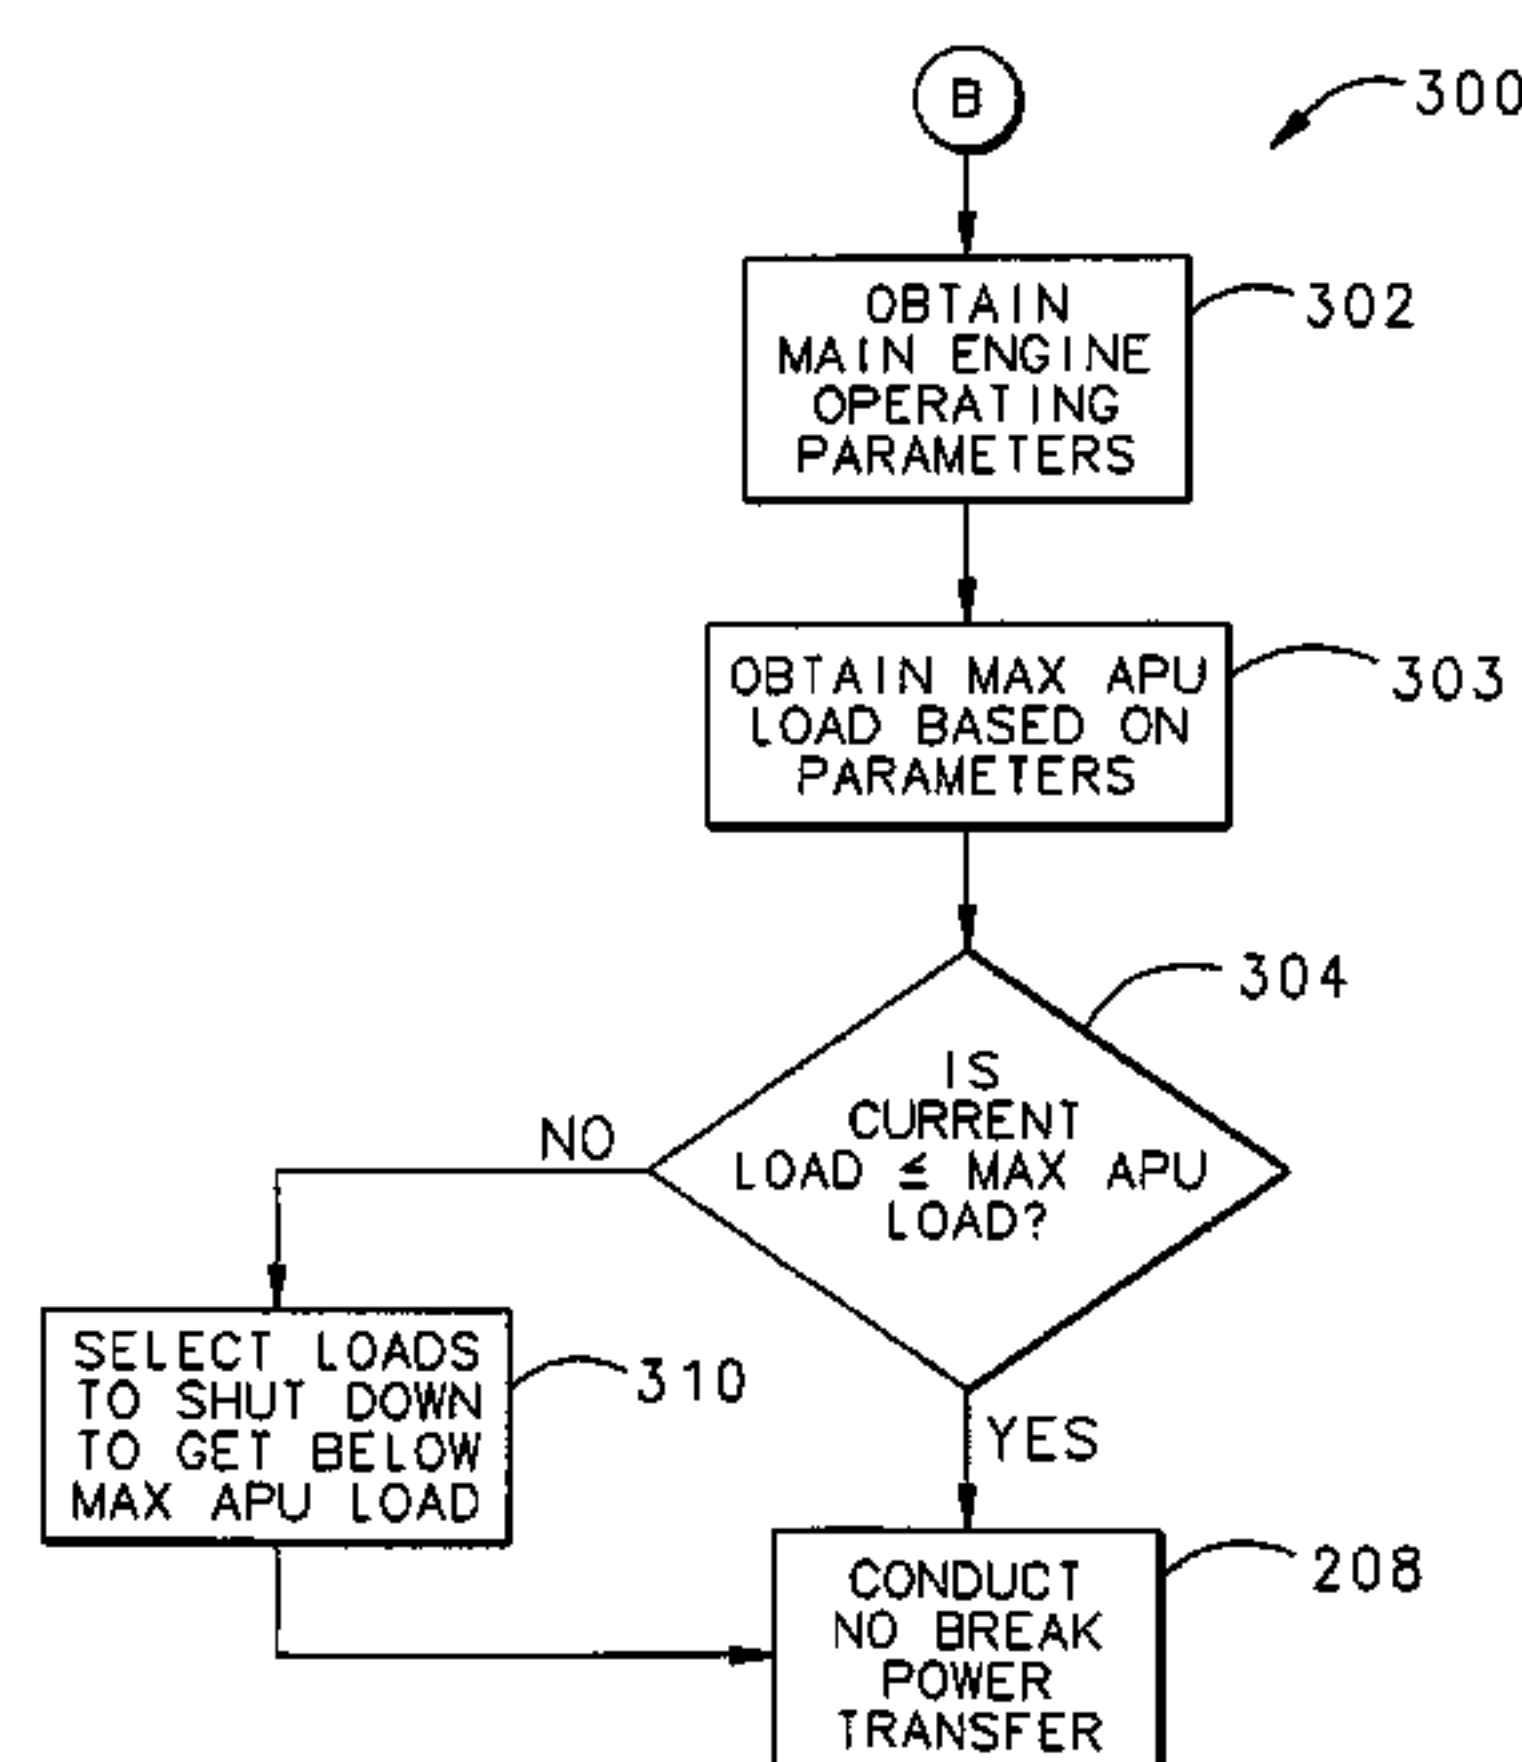 B
300
OBTAIN
MAIN ENGINE
OPERATING
PARAMETERS
302
OBTAIN MAX APU
LOAD BASED ON
PARAMETERS
303
304
IS
CURRENT
LOAD ≤ MAX APU
LOAD?
NO
YES
SELECT LOADS
TO SHUT DOWN
TO GET BELOW
MAX APU LOAD
310
CONDUCT
NO BREAK
POWER
TRANSFER
208